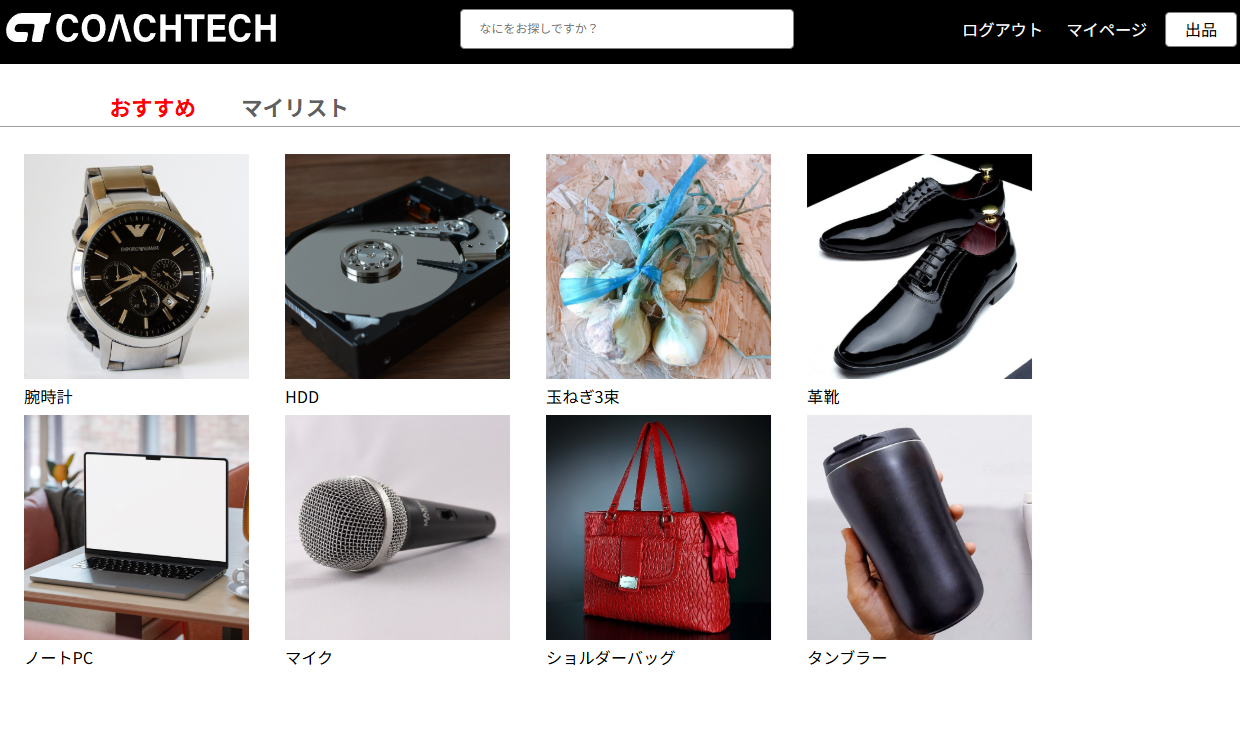 COACHTECH
なにをお探しですか？
ログアウト マイページ 出品
おすすめ マイリスト
EMPORIO ARMANI
腕時計 HDD 玉ねぎ3束 革靴
ノートPC マイク ショルダーバッグ タンブラー